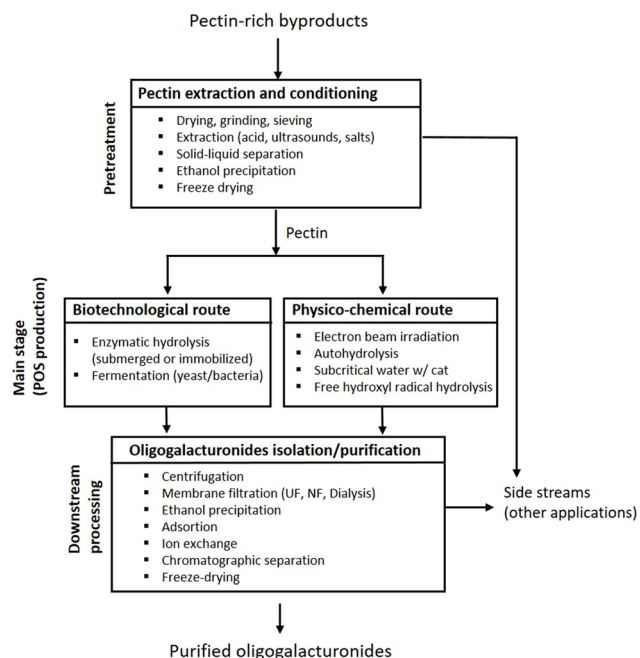 Pectin-rich byproducts
Pretreatment
Pectin extraction and conditioning
▪ Drying, grinding, sieving
▪ Extraction (acid, ultrasounds, salts)
▪ Solid-liquid separation
▪ Ethanol precipitation
▪ Freeze drying
Pectin
Main stage
(POS production)
Biotechnological route
▪ Enzymatic hydrolysis
(submerged or immobilized)
▪ Fermentation (yeast/bacteria)
Physico-chemical route
▪ Electron beam irradiation
▪ Autohydrolysis
▪ Subcritical water w/ cat
▪ Free hydroxyl radical hydrolysis
Downstream
processing
Oligogalacturonides isolation/purification
▪ Centrifugation
▪ Membrane filtration (UF, NF, Dialysis)
▪ Ethanol precipitation
▪ Adsortion
▪ Ion exchange
▪ Chromatographic separation
▪ Freeze-drying
Side streams
(other applications)
Purified oligogalacturonides